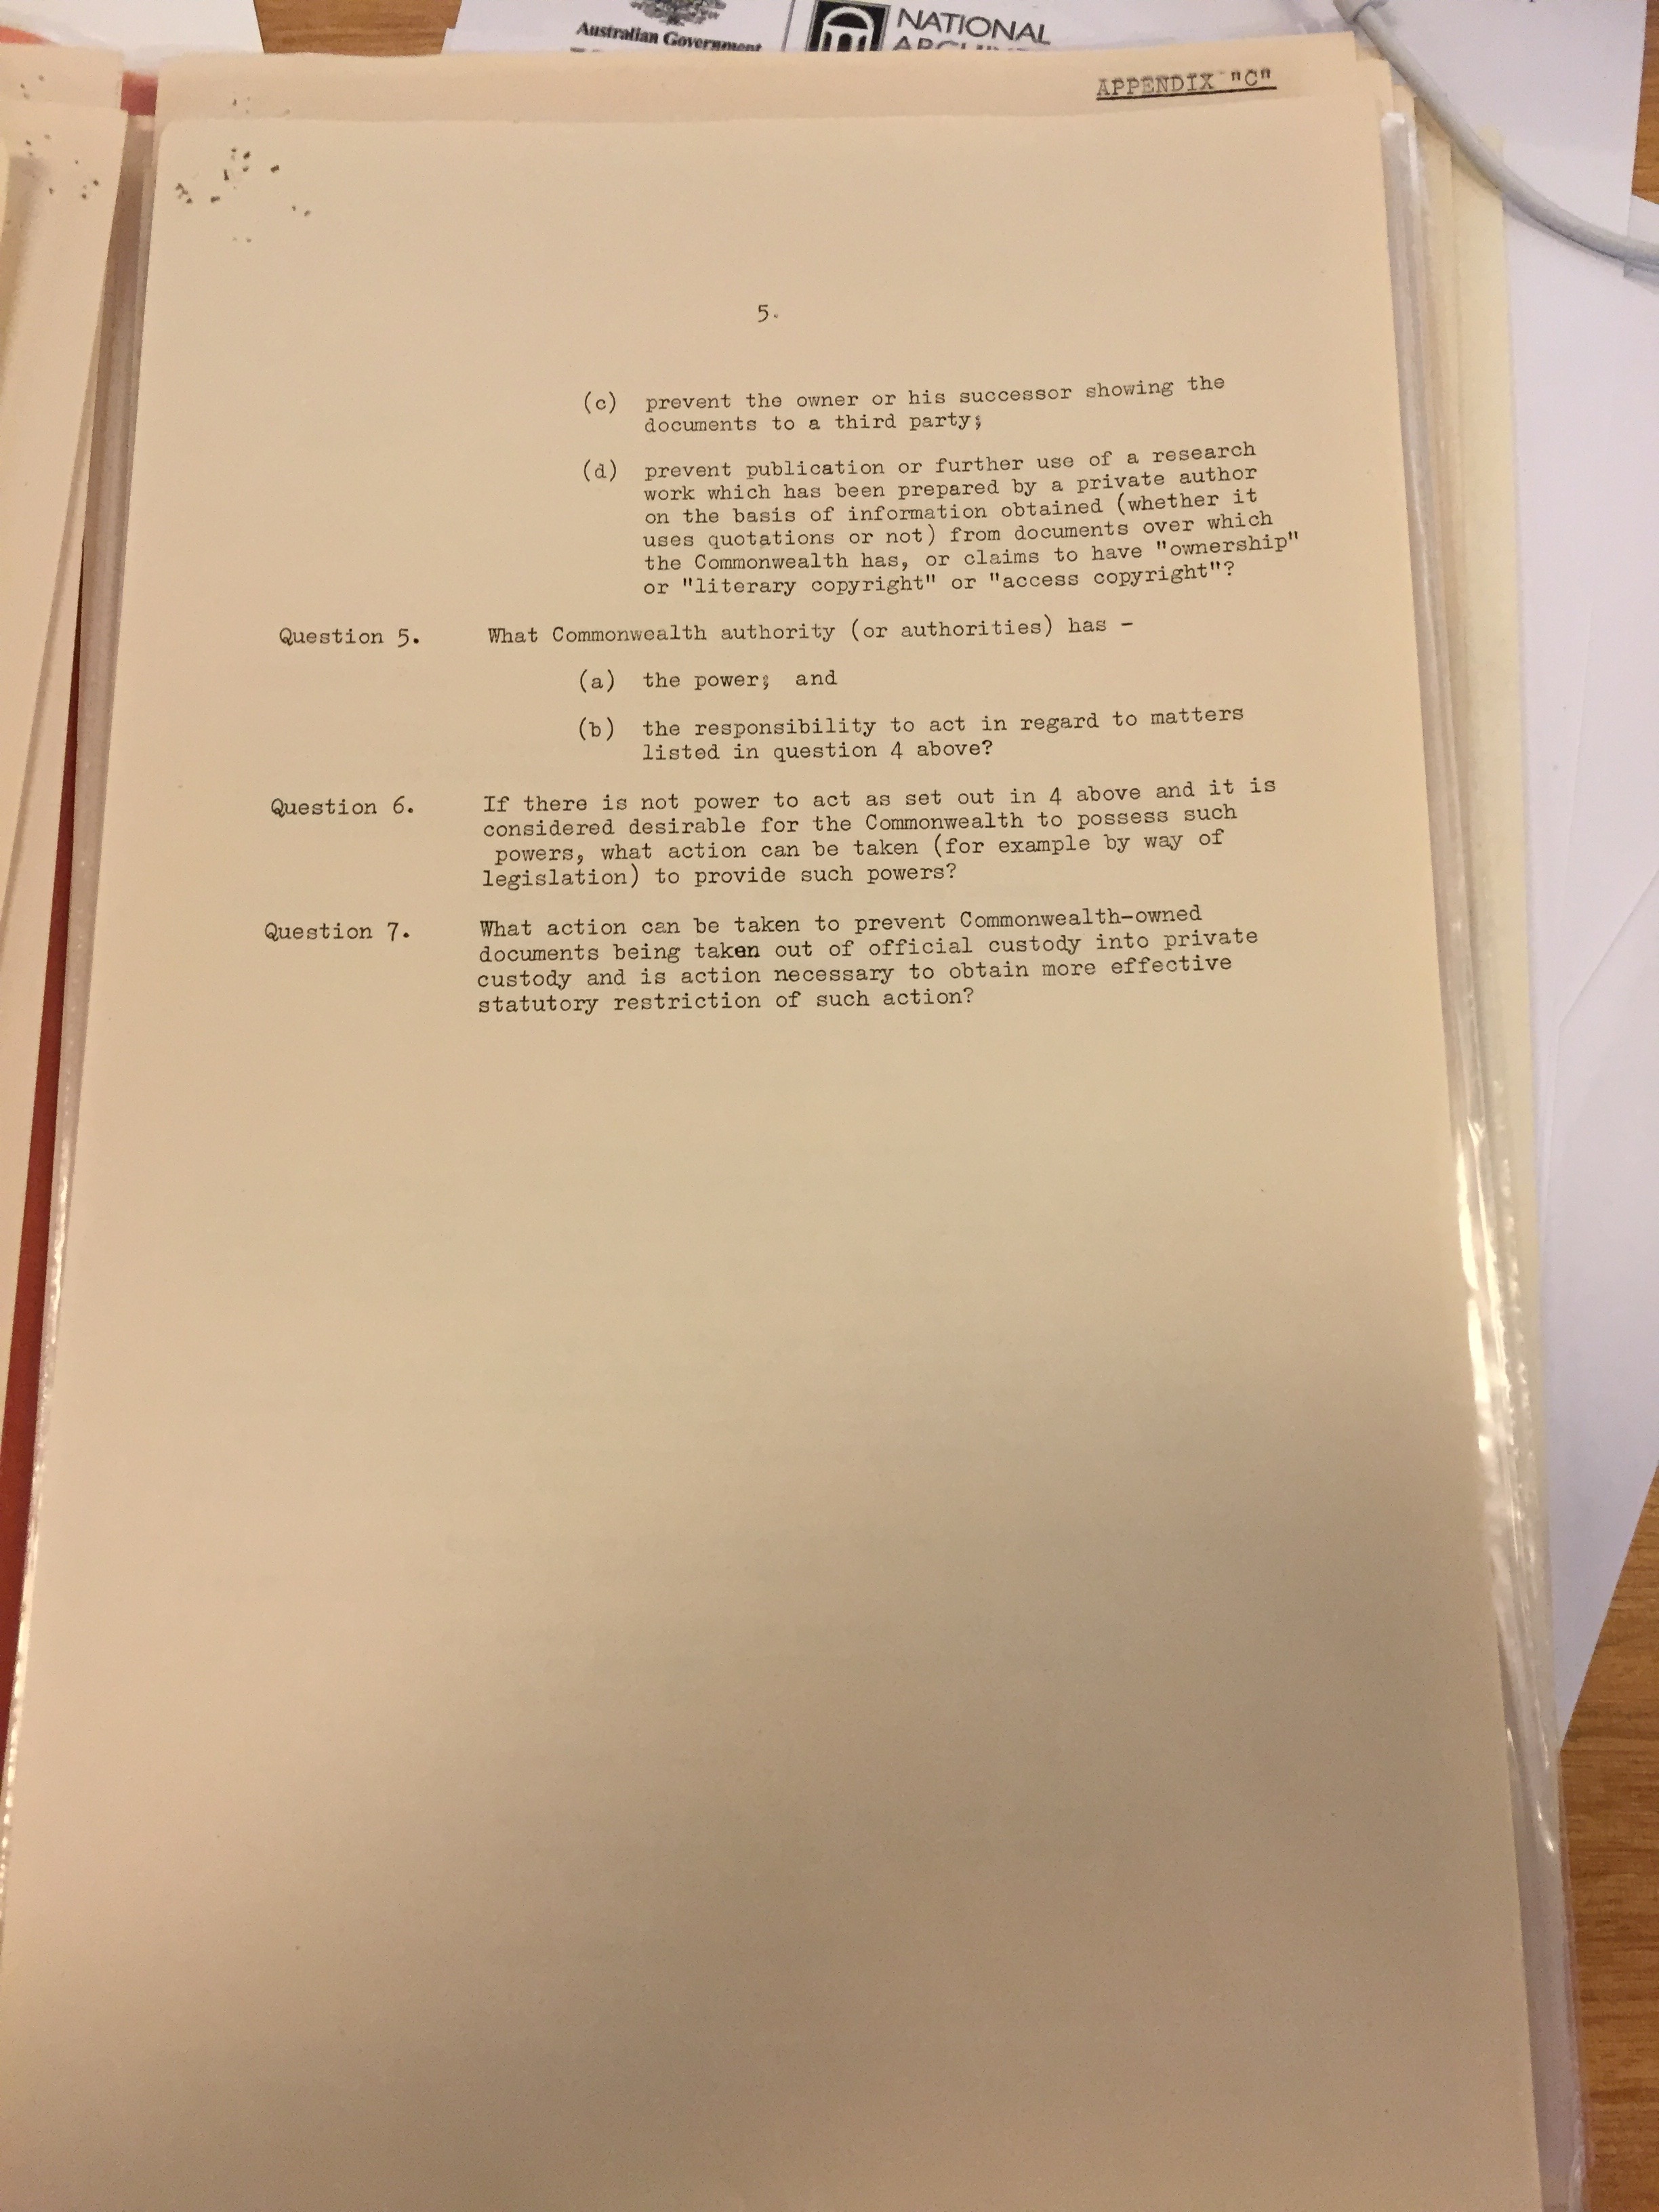 Australian Government
NATIONAL
APPENDIX "C"
5.
(c) prevent the owner or his successor showing the
documents to a third party;
(d) prevent publication or further use of a research
work which has been prepared by a private author
on the basis of information obtained (whether it
uses quotations or not) from documents over which
the Commonwealth has, or claims to have "ownership"
or "literary copyright" or "access copyright"?
Question 5. What Commonwealth authority (or authorities) has -
(a) the power; and
(b) the responsibility to act in regard to matters
listed in question 4 above?
Question 6. If there is not power to act as set out in 4 above and it is
considered desirable for the Commonwealth to possess such
powers, what action can be taken (for example by way of
legislation) to provide such powers?
Question 7. What action can be taken to prevent Commonwealth-owned
documents being taken out of official custody into private
custody and is action necessary to obtain more effective
statutory restriction of such action?